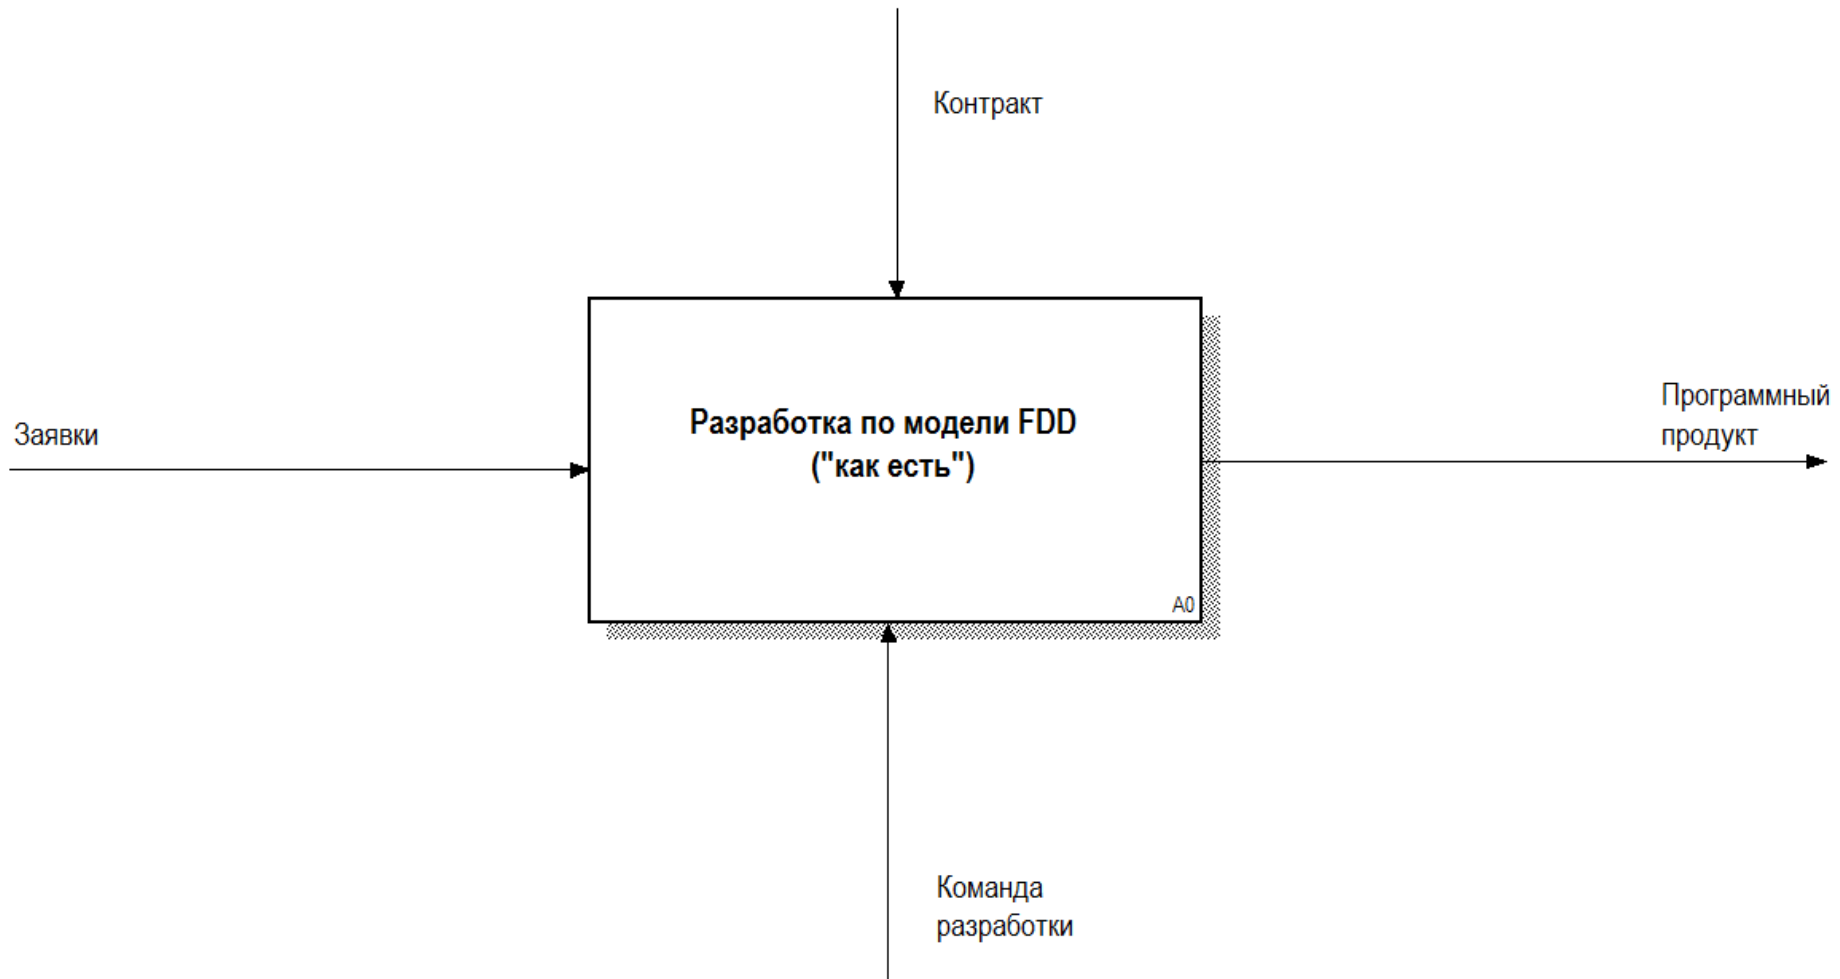 Контракт
Заявки
Разработка по модели FDD
("как есть")
Программный
продукт
A0
Команда
разработки